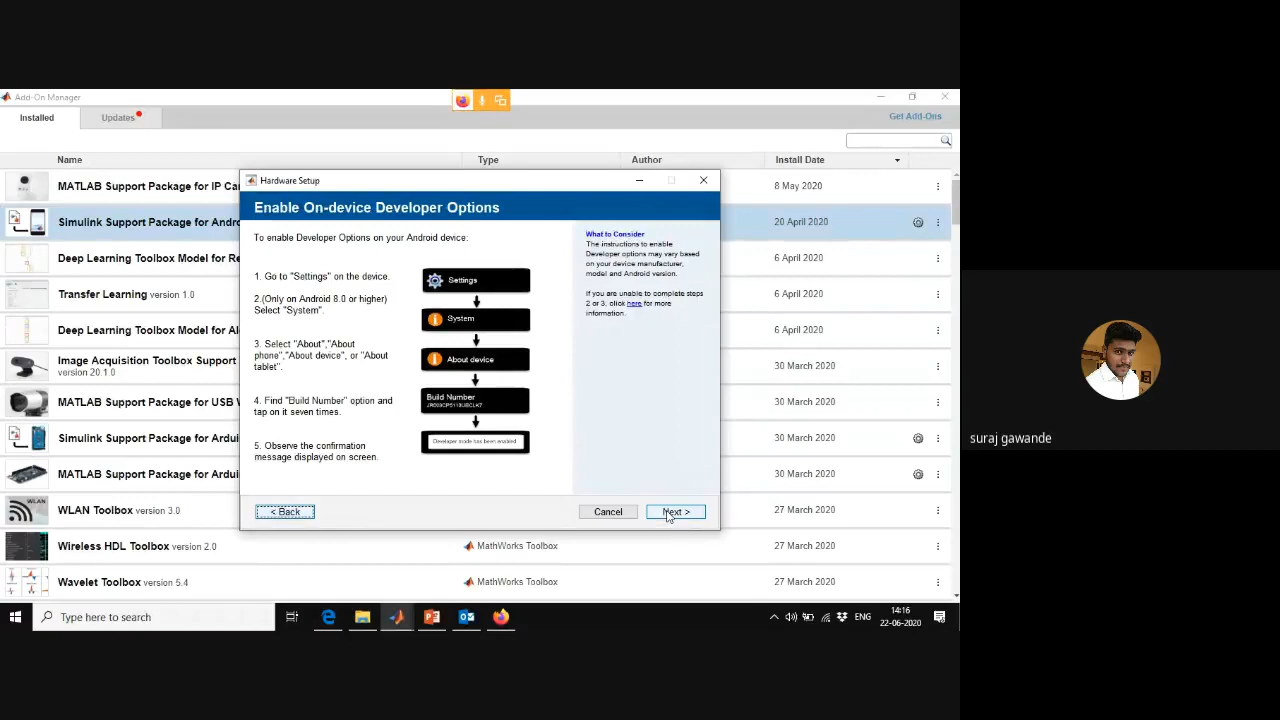 Add-On Manager
Installed
Updates
Get Add-Ons
Name
Type
Author
Install Date
MATLAB Support Package for IP Ca
8 May 2020
Simulink Support Package for Andro
20 April 2020
Deep Learning Toolbox Model for Re
6 April 2020
Transfer Learning version 1.0
6 April 2020
Deep Learning Toolbox Model for Al
6 April 2020
Image Acquisition Toolbox Support
version 20.1.0
30 March 2020
MATLAB Support Package for USB W
30 March 2020
Simulink Support Package for Ardui
30 March 2020
MATLAB Support Package for Ardui
30 March 2020
WLAN
WLAN Toolbox version 3.0
27 March 2020
Wireless HDL Toolbox version 2.0
MathWorks Toolbox
27 March 2020
Wavelet Toolbox version 5.4
MathWorks Toolbox
27 March 2020
Hardware Setup
Enable On-device Developer Options
To enable Developer Options on your Android device:
1. Go to "Settings" on the device.
2.(Only on Android 8.0 or higher)
Select "System".
3. Select "About","About
phone","About device", or "About
tablet".
4. Find "Build Number" option and
tap on it seven times.
5. Observe the confirmation
message displayed on screen.
Settings
System
About device
Build Number
Developer mode has been enabled
What to Consider
The instructions to enable
Developer options may vary based
on your device manufacturer,
model and Android version.
If you are unable to complete steps
2 or 3, click here for more
information.
< Back
Cancel
Next >
Type here to search
ENG
14:16
22-06-2020
suraj gawande